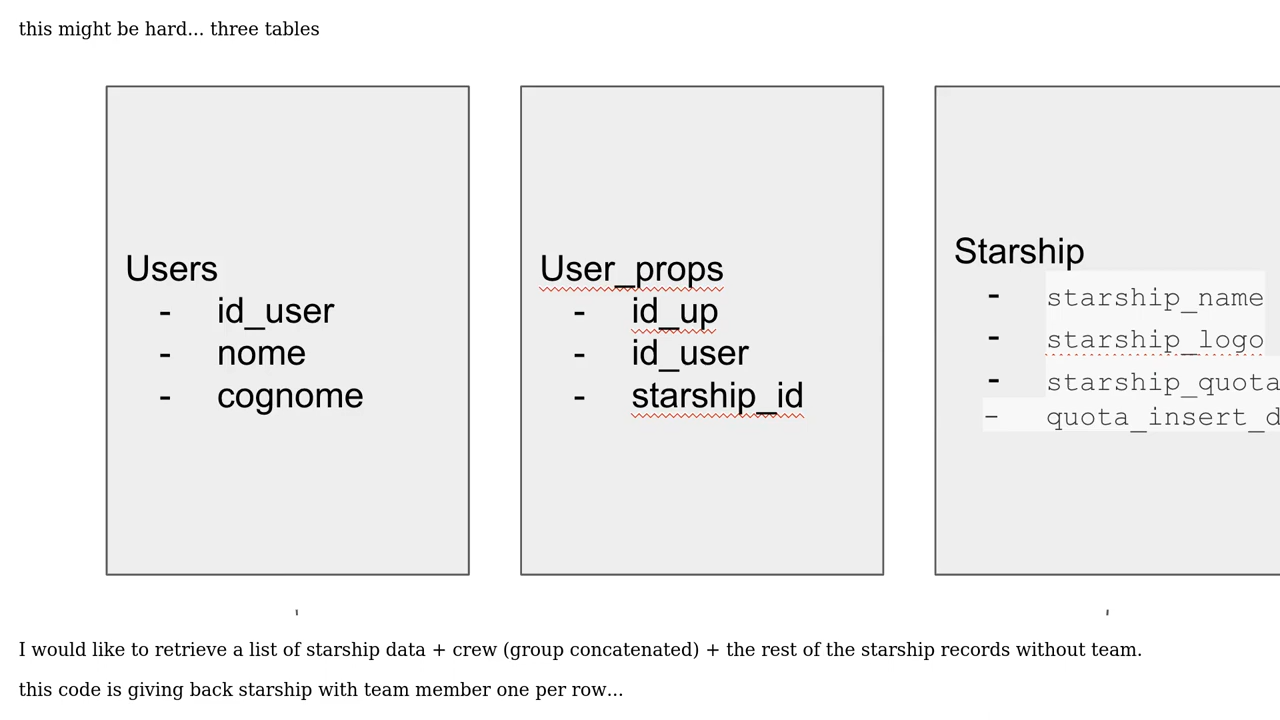 this might be hard... three tables
Users
- id_user
- nome
- cognome
User_props
- id_up
- id_user
- starship_id
Starship
- starship_name
- starship_logo
- starship_quota
- quota_insert_d
I would like to retrieve a list of starship data + crew (group concatenated) + the rest of the starship records without team.
this code is giving back starship with team member one per row...